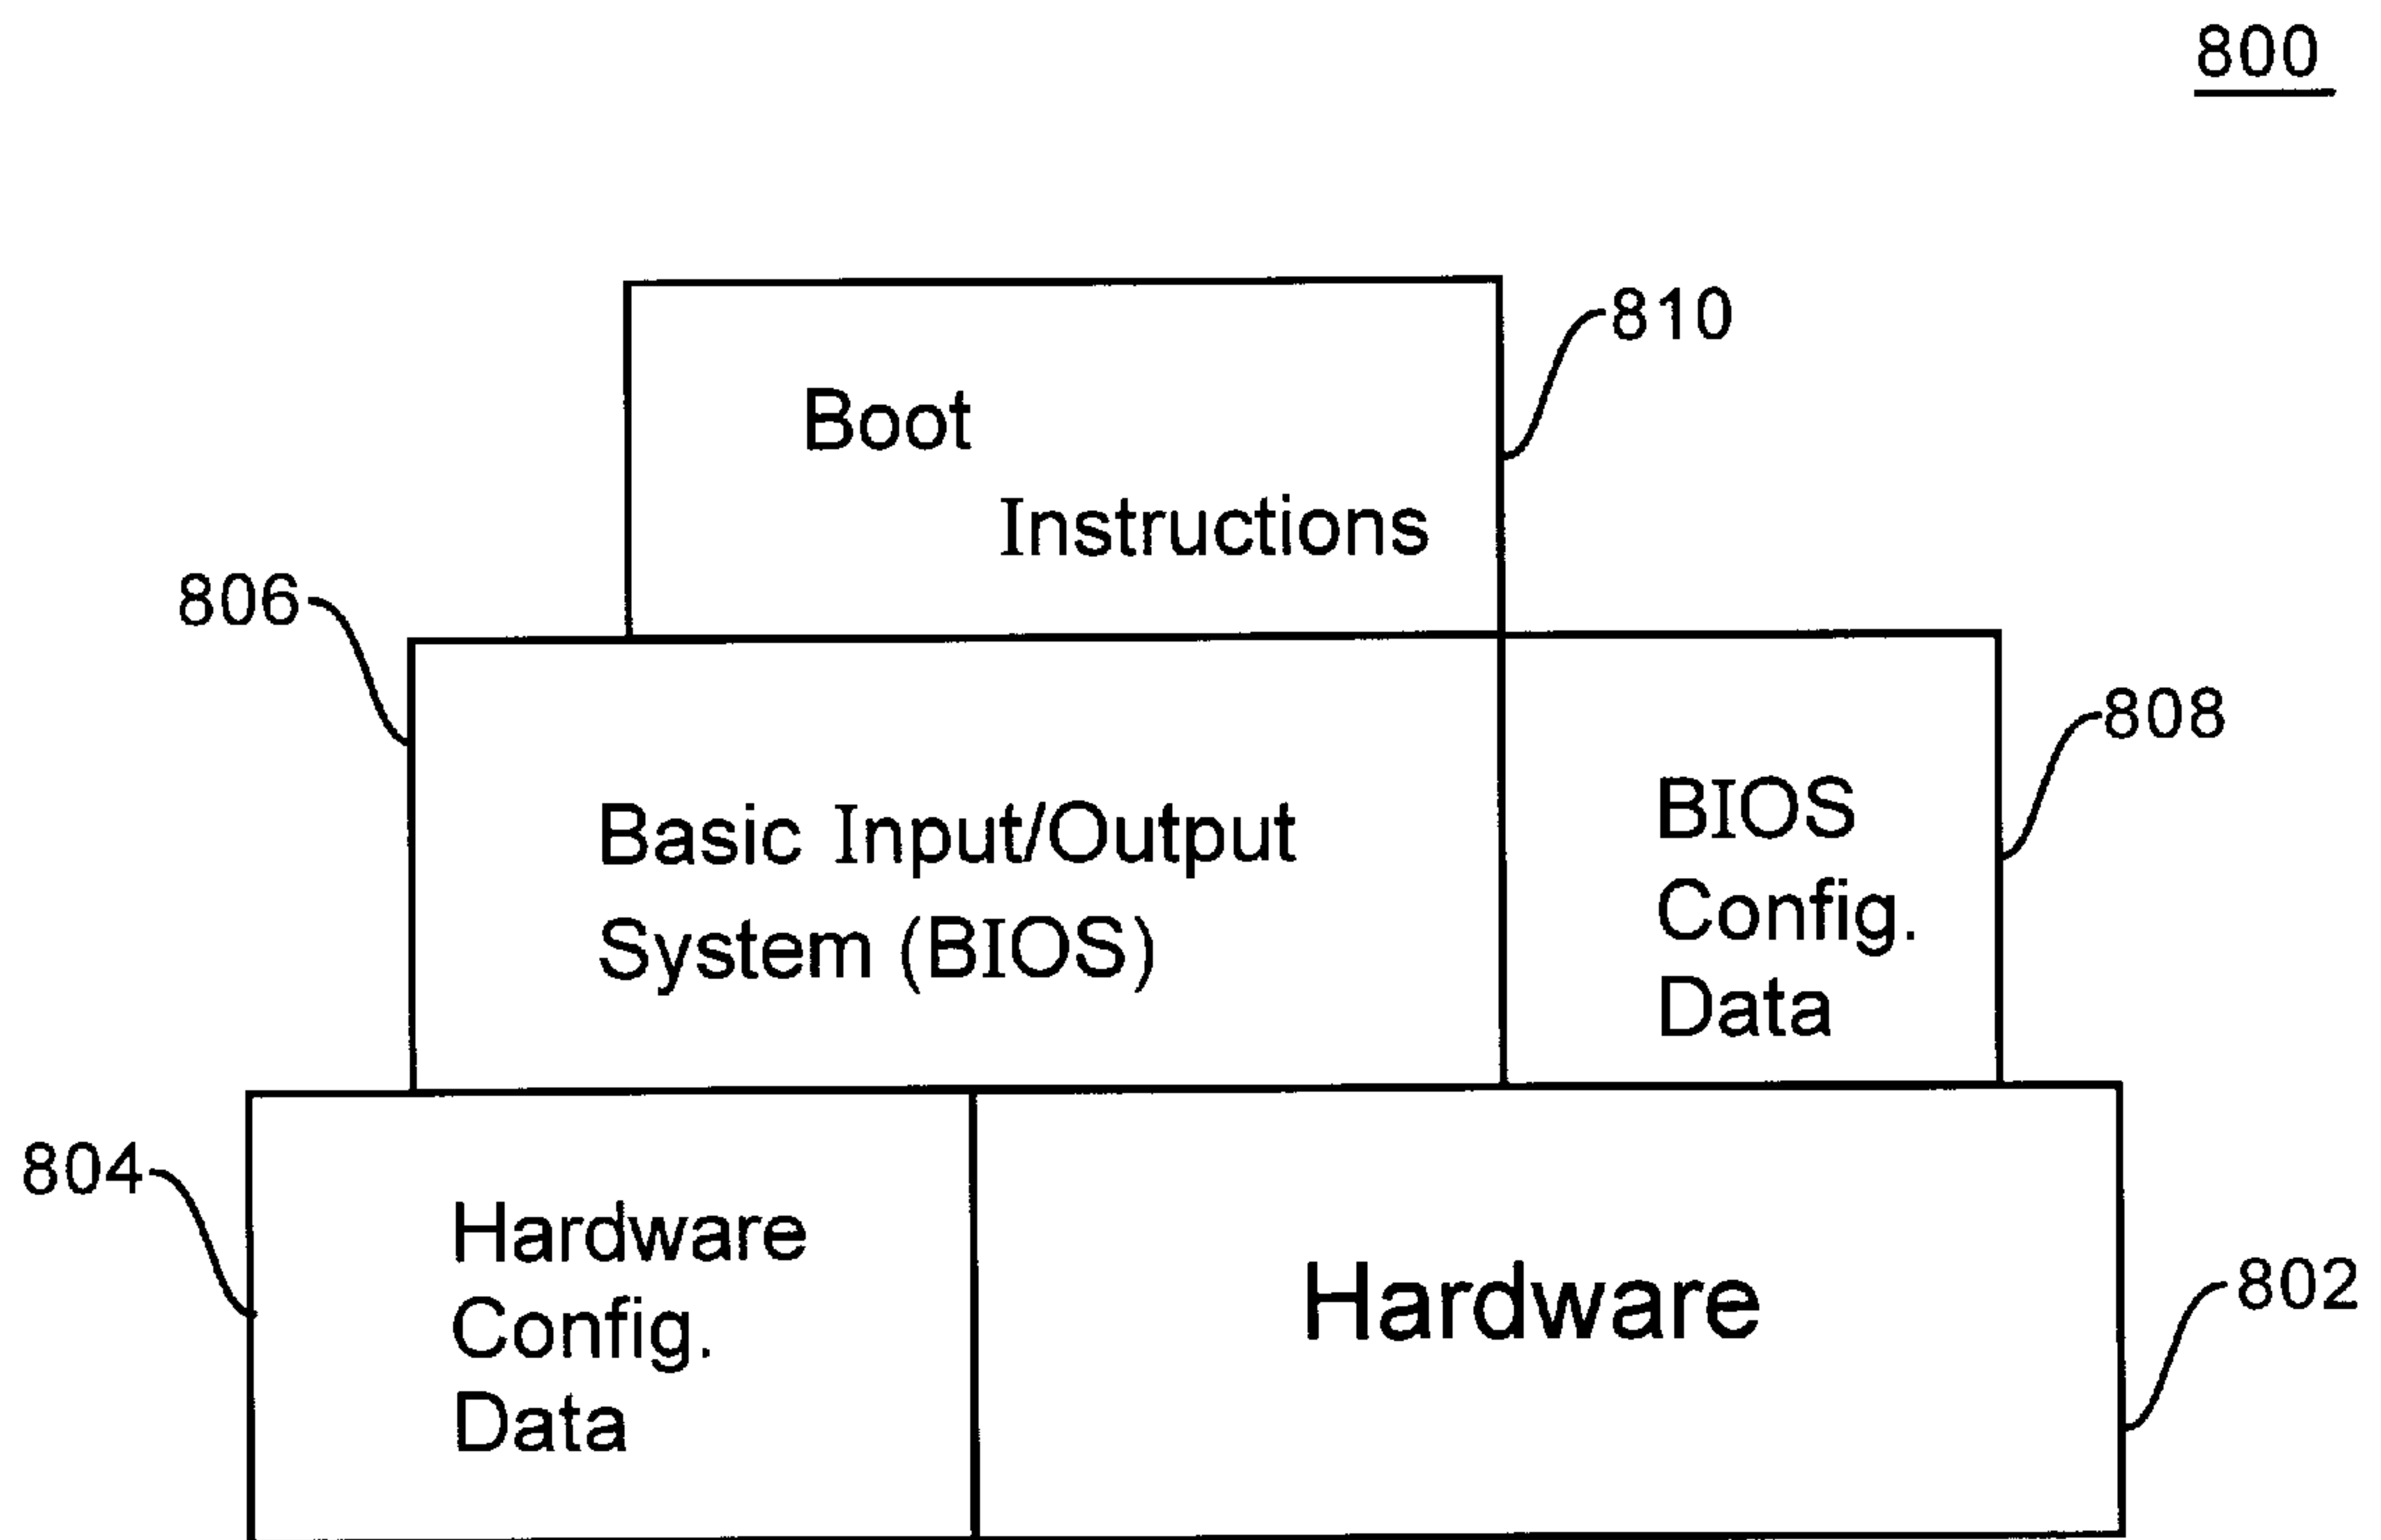 800
810
Boot
Instructions
806
808
Basic Input/Output
System (BIOS)
BIOS
Config.
Data
804
Hardware
Config.
Data
Hardware
802